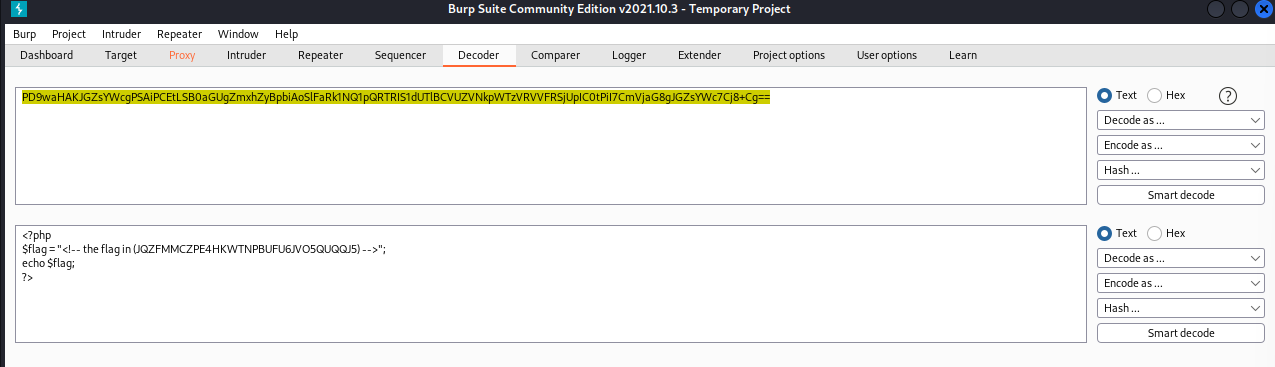 Burp Suite Community Edition v2021.10.3 - Temporary Project
Burp Project Intruder Repeater Window Help
Dashboard Target Proxy Intruder Repeater Sequencer Decoder Comparer Logger Extender Project options User options Learn
PD9waHAKJGZsYWcgPSAiPCEtLSB0aGUgZmxhZyBpbiAoSlFaRk1NQ1pQRTRIS1dUTlBCVUZVNkpWTzVRVVFRSjUpIC0tPiI7CmVjaG8gJGZsYWc7Cj8+Cg==
Text Hex ?
Decode as ...
Encode as ...
Hash ...
Smart decode
<?php
$flag = "<!-- the flag in (JQZFMMCZPE4HKWTNPBUFU6JVO5QUQQJ5) -->";
echo $flag;
?>
Text Hex
Decode as ...
Encode as ...
Hash ...
Smart decode